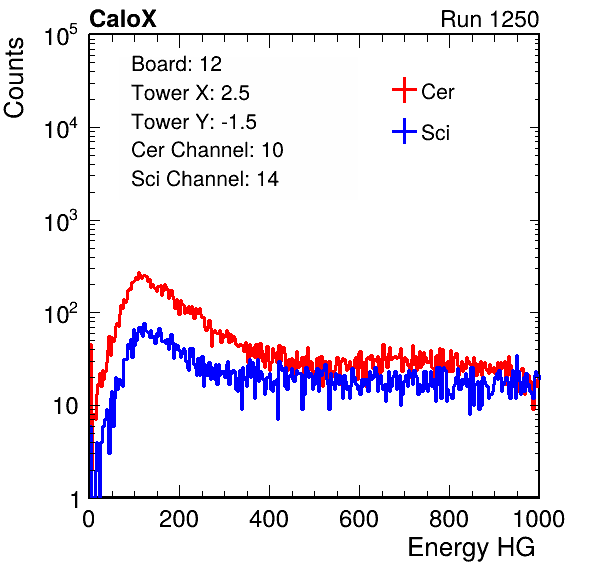 CaloX Run 1250
Counts
Board: 12
Tower X: 2.5
Tower Y: -1.5
Cer Channel: 10
Sci Channel: 14
Cer
Sci
10^5
10^4
10^3
10^2
10
1
0 200 400 600 800 1000
Energy HG